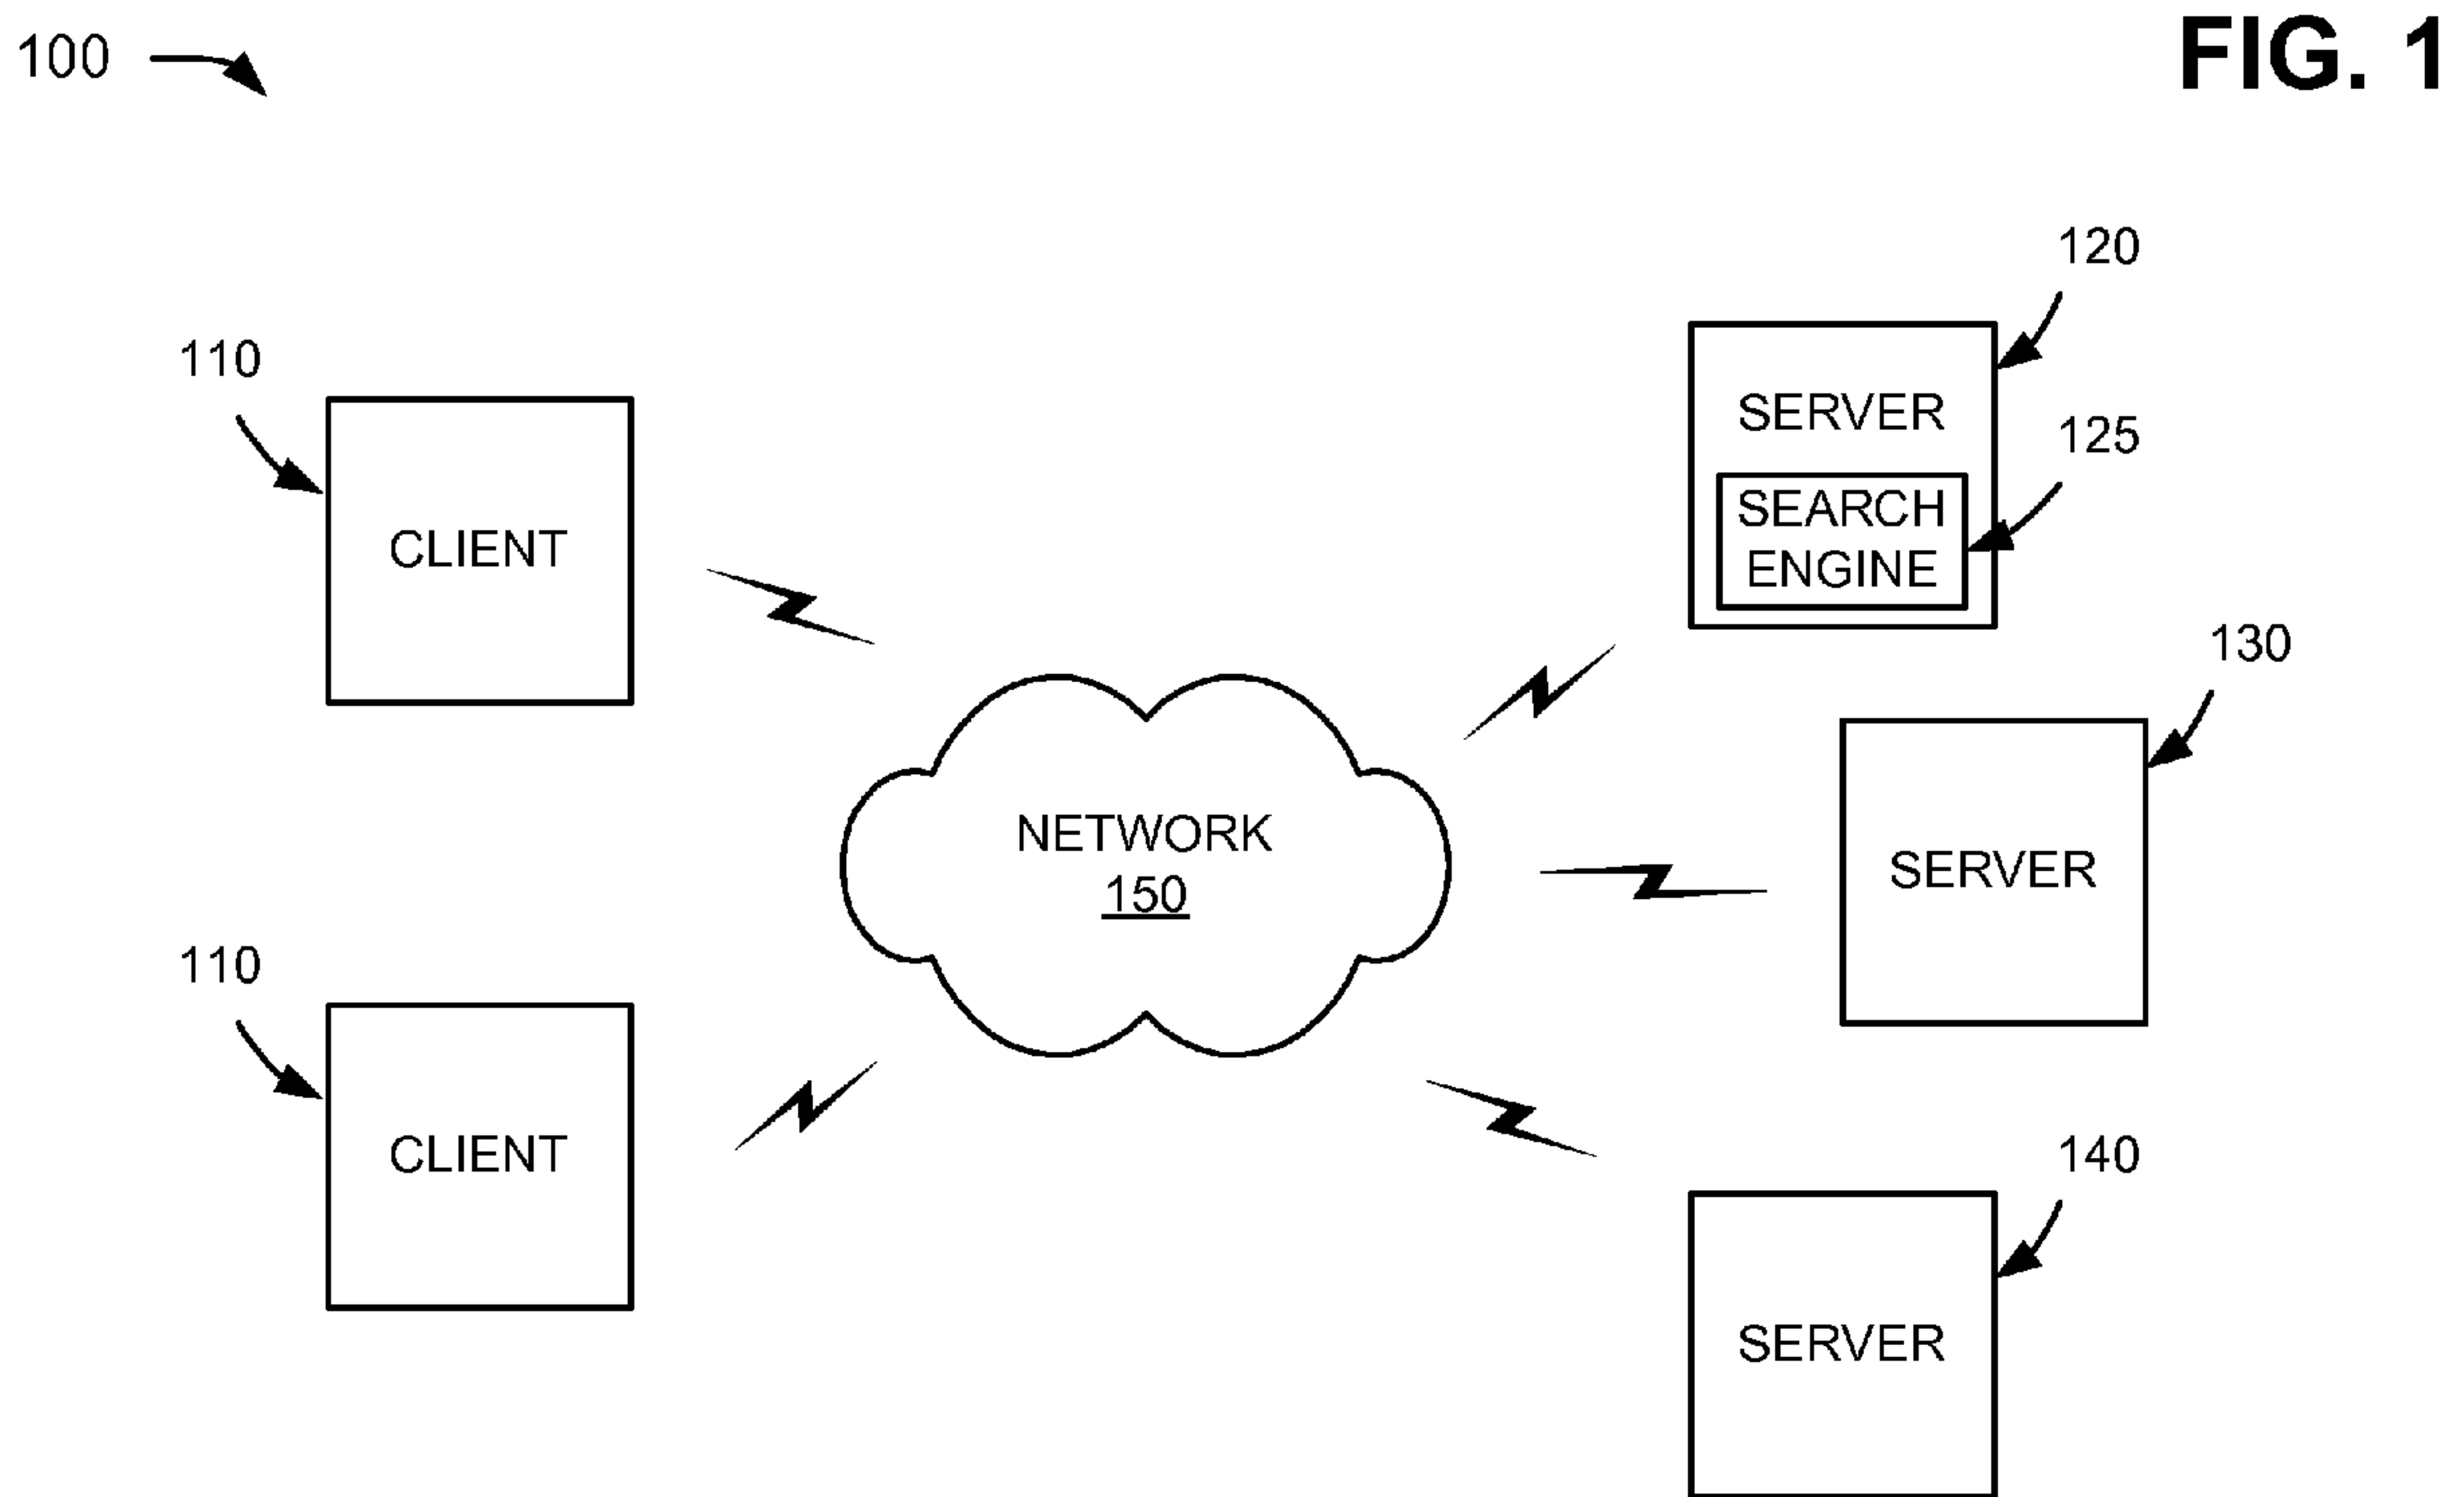 100
FIG. 1
120
110
SERVER
125
SEARCH
ENGINE
CLIENT
130
NETWORK
150
SERVER
110
CLIENT
140
SERVER